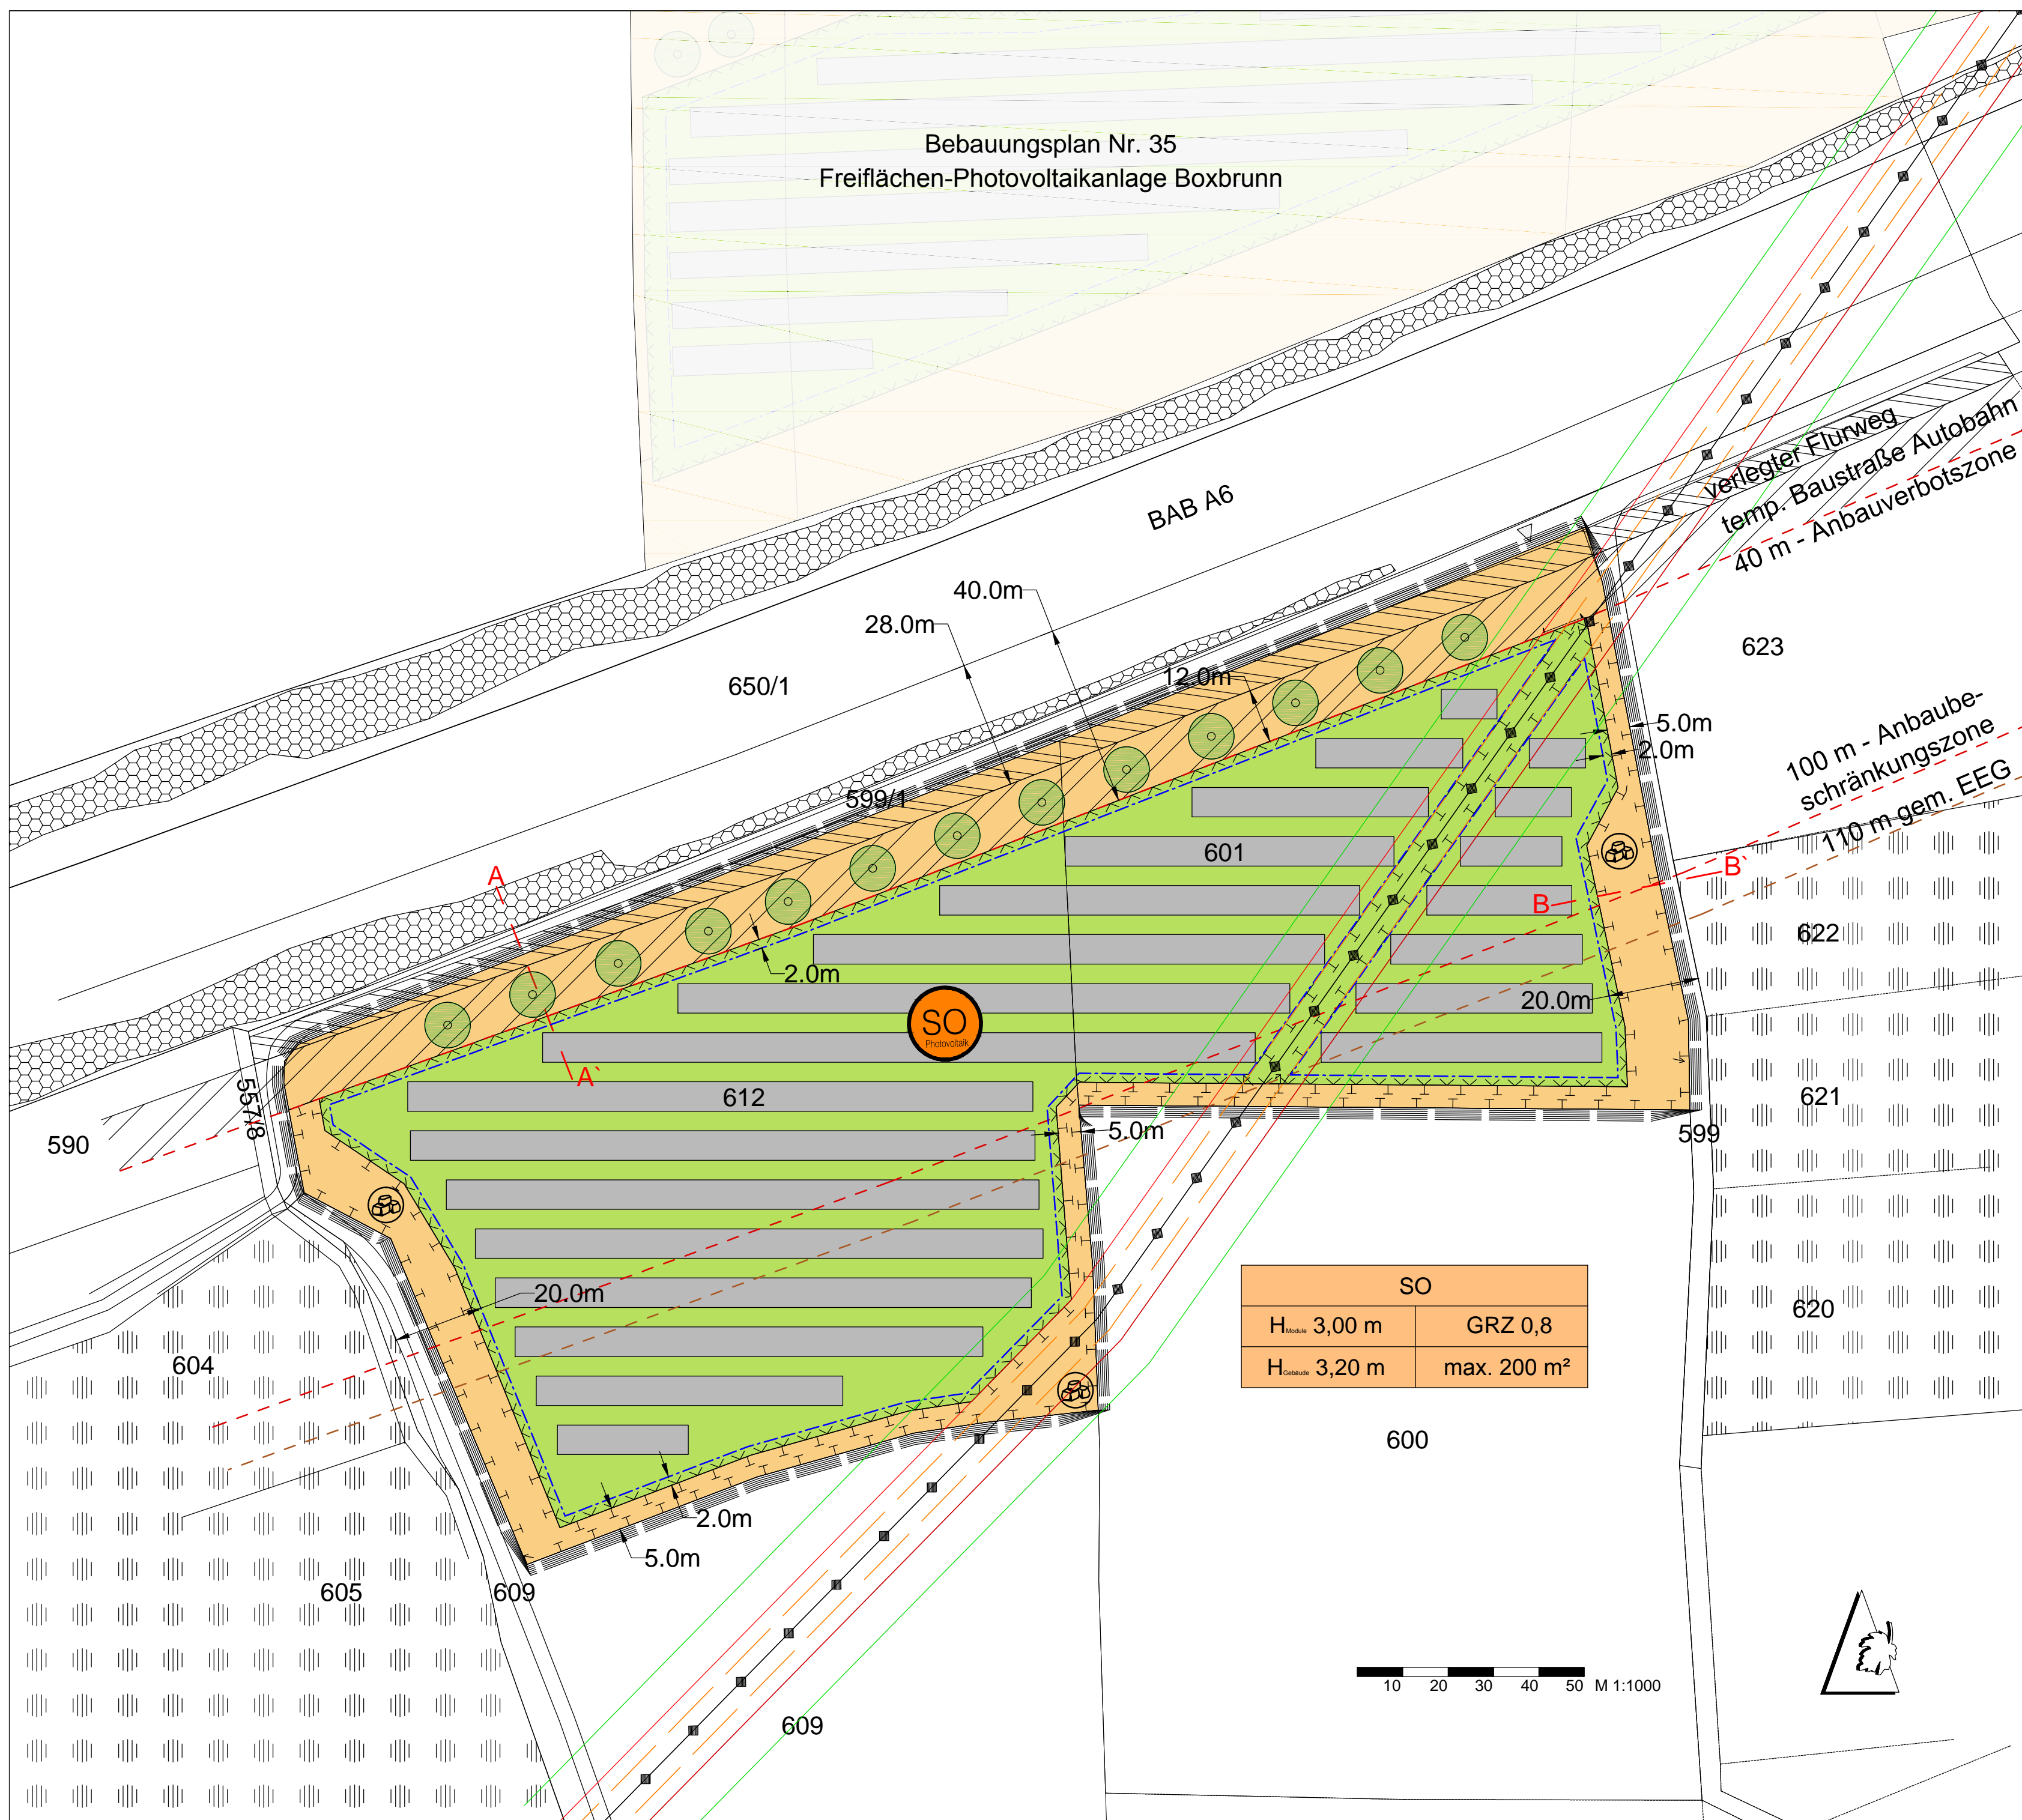 Bebauungsplan Nr. 35
Freiflächen-Photovoltaikanlage Boxbrunn
verlegter Flurweg
temp. Baustraße Autobahn
40 m - Anbauverbotszone
BAB A6
40.0m
28.0m
650/1
12.0m
623
5.0m
2.0m
100 m - Anbaube-
schränkungszone
110 m gem. EEG
599/1
601
A
B
B`
622
2.0m
20.0m
SO
Photovoltaik
A`
612
557/8
590
621
5.0m
599
20.0m
620
SO
HModule 3,00 m
GRZ 0,8
HGebäude 3,20 m
max. 200 m²
604
600
2.0m
5.0m
605
609
10 20 30 40 50 M 1:1000
609